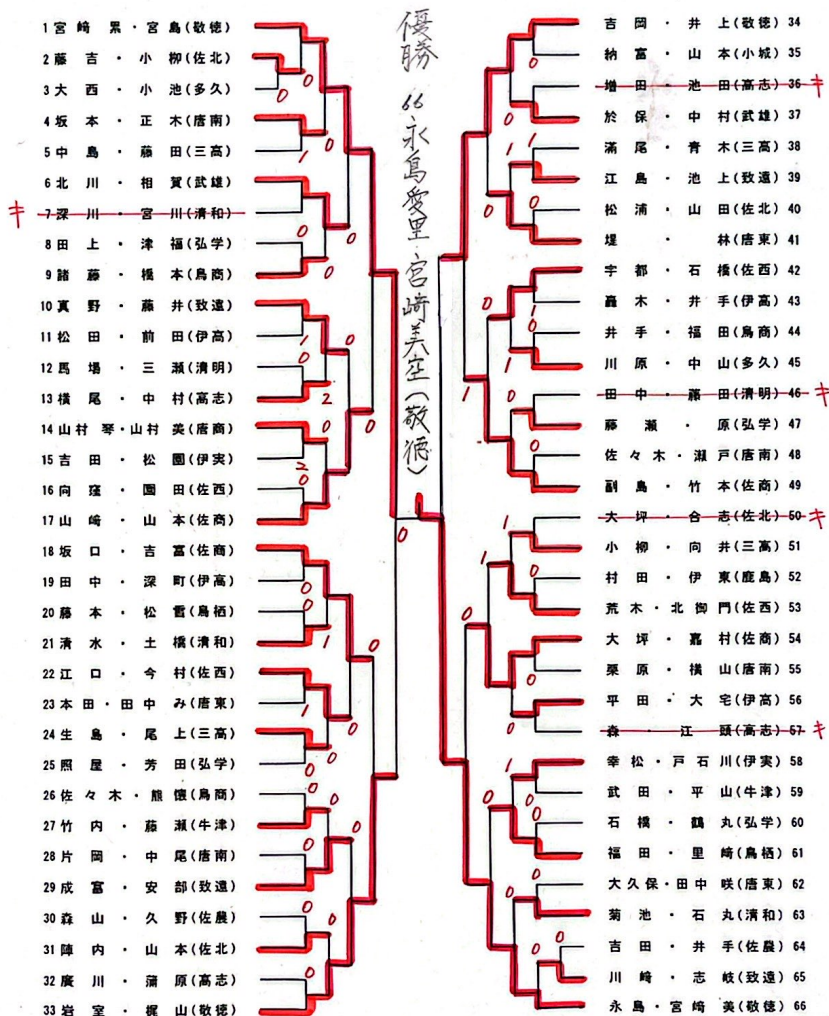 優勝 66 永島愛里・宮崎美空(敬徳)
1 宮崎累・宮島(敬徳)
2 藤吉・小柳(佐北)
3 大西・小池(多久)
4 坂本・正木(唐南)
5 中島・藤田(三高)
6 北川・相賀(武雄)
キ 7 深川・宮川(清和)
8 田上・津福(弘学)
9 諸藤・橋本(鳥商)
10 真野・藤井(致遠)
11 松田・前田(伊高)
12 馬場・三瀬(清明)
13 横尾・中村(高志)
14 山村琴・山村美(唐商)
15 吉田・松園(伊実)
16 向窪・園田(佐西)
17 山崎・山本(佐商)
18 坂口・吉富(佐商)
19 田中・深町(伊高)
20 藤本・松雪(鳥栖)
21 清水・土橋(清和)
22 江口・今村(佐西)
23 本田・田中み(唐東)
24 生島・尾上(三高)
25 照屋・芳田(弘学)
26 佐々木・熊懐(鳥商)
27 竹内・藤瀬(牛津)
28 片岡・中尾(唐南)
29 成富・安部(致遠)
30 森山・久野(佐農)
31 陣内・山本(佐北)
32 廣川・蒲原(高志)
33 岩室・梶山(敬徳)
吉岡・井上(敬徳) 34
納富・山本(小城) 35
増田・池田(高志) 36 キ
於保・中村(武雄) 37
満尾・青木(三高) 38
江島・池上(致遠) 39
松浦・山田(佐北) 40
堤・林(唐東) 41
宇都・石橋(佐西) 42
轟木・井手(伊高) 43
井手・福田(鳥商) 44
川原・中山(多久) 45
田中・藤田(清明) 46 キ
藤瀬・原(弘学) 47
佐々木・瀬戸(唐南) 48
副島・竹本(佐商) 49
大坪・合志(佐北) 50 キ
小柳・向井(三高) 51
村田・伊東(鹿島) 52
荒木・北御門(佐西) 53
大坪・嘉村(佐商) 54
栗原・横山(唐南) 55
平田・大宅(伊高) 56
森・江頭(高志) 57 キ
幸松・戸石川(伊実) 58
武田・平山(牛津) 59
石橋・鶴丸(弘学) 60
福田・里崎(鳥栖) 61
大久保・田中咲(唐東) 62
菊池・石丸(清和) 63
吉田・井手(佐農) 64
川崎・志岐(致遠) 65
永島・宮崎美(敬徳) 66